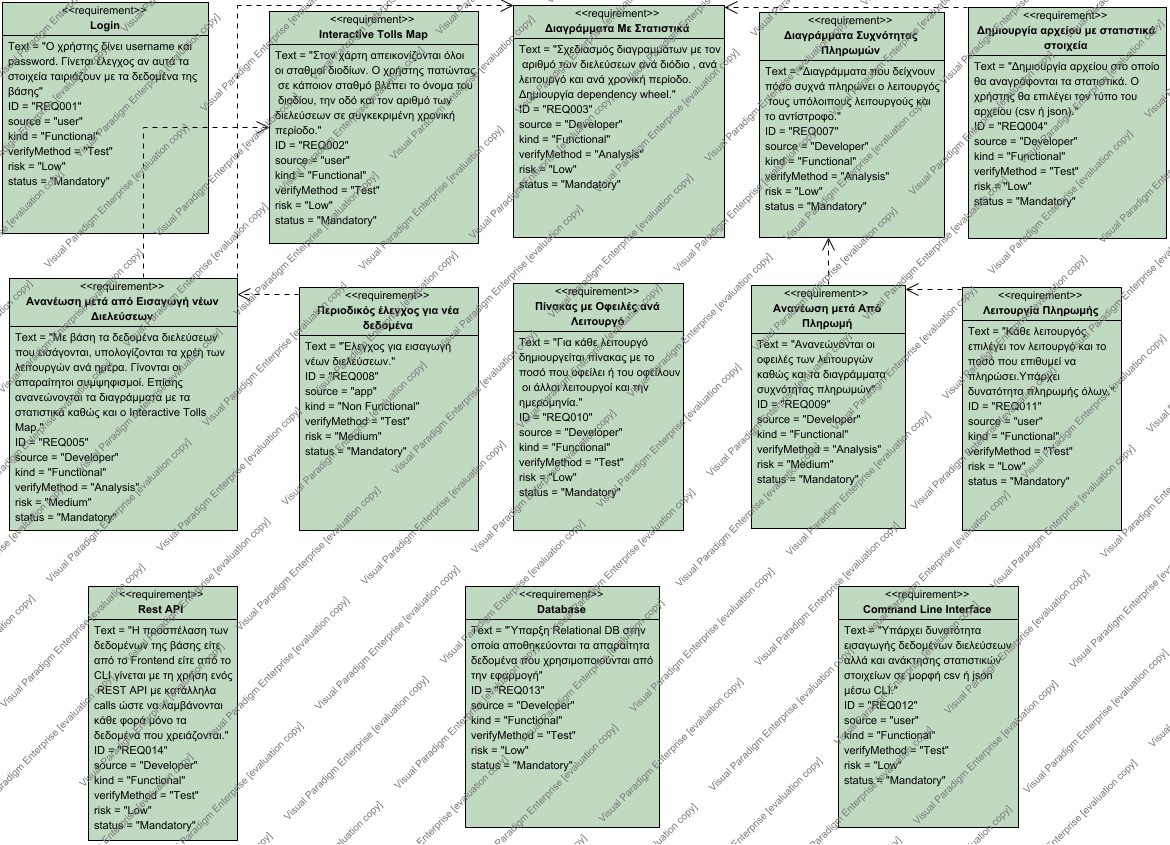 <<requirement>>
Login
Text = "Ο χρήστης δίνει username και
password. Γίνεται έλεγχος αν αυτά τα
στοιχεία ταιριάζουν με τα δεδομένα της
βάσης"
ID = "REQ001"
source = "user"
kind = "Functional"
verifyMethod = "Test"
risk = "Low"
status = "Mandatory"
<<requirement>>
Interactive Tolls Map
Text = "Στον χάρτη απεικονίζονται όλοι
οι σταθμοί διοδίων. Ο χρήστης πατώντας
σε κάποιον σταθμό βλέπει το όνομα του
διοδίου, την οδό και τον αριθμό των
διελεύσεων σε συγκεκριμένη χρονική
περίοδο."
ID = "REQ002"
source = "user"
kind = "Functional"
verifyMethod = "Test"
risk = "Low"
status = "Mandatory"
<<requirement>>
Διαγράμματα Με Στατιστικά
Text = "Σχεδιασμός διαγραμμάτων με τον
αριθμό των διελεύσεων ανά διόδιο , ανά
λειτουργό και ανά χρονική περίοδο.
Δημιουργία dependency wheel."
ID = "REQ003"
source = "Developer"
kind = "Functional"
verifyMethod = "Analysis"
risk = "Low"
status = "Mandatory"
<<requirement>>
Διαγράμματα Συχνότητας
Πληρωμών
Text = "Διαγράμματα που δείχνουν
πόσο συχνά πληρώνει ο λειτουργός
τους υπόλοιπους λειτουργούς και
το αντίστροφο."
ID = "REQ007"
source = "Developer"
kind = "Functional"
verifyMethod = "Analysis"
risk = "Low"
status = "Mandatory"
<<requirement>>
Δημιουργία αρχείου με στατιστικά
στοιχεία
Text = "Δημιουργία αρχείου στο οποίο
θα αναγράφονται τα στατιστικά. Ο
χρήστης θα επιλέγει τον τύπο του
αρχείου (csv ή json)."
ID = "REQ004"
source = "Developer"
kind = "Functional"
verifyMethod = "Test"
risk = "Low"
status = "Mandatory"
<<requirement>>
Ανανέωση μετά από Εισαγωγή νέων
Διελεύσεων
Text = "Με βάση τα δεδομένα διελεύσεων
που εισάγονται, υπολογίζονται τα χρέη των
λειτουργών ανά ημέρα. Γίνονται οι
απαραίτητοι συμψηφισμοί. Επίσης
ανανεώνονται τα διαγράμματα με τα
στατιστικά καθώς και ο Interactive Tolls
Map."
ID = "REQ005"
source = "Developer"
kind = "Functional"
verifyMethod = "Analysis"
risk = "Medium"
status = "Mandatory"
<<requirement>>
Περιοδικός έλεγχος για νέα
δεδομένα
Text = "Έλεγχος για εισαγωγή
νέων διελεύσεων."
ID = "REQ008"
source = "app"
kind = "Non Functional"
verifyMethod = "Test"
risk = "Medium"
status = "Mandatory"
<<requirement>>
Πίνακας με Οφειλές ανά
Λειτουργό
Text = "Για κάθε λειτουργό
δημιουργείται πίνακας με το
ποσό που οφείλει ή του οφείλουν
οι άλλοι λειτουργοί και την
ημερομηνία."
ID = "REQ010"
source = "Developer"
kind = "Functional"
verifyMethod = "Test"
risk = "Low"
status = "Mandatory"
<<requirement>>
Ανανέωση μετά Από
Πληρωμή
Text = "Ανανεώνονται οι
οφειλές των λειτουργών
καθώς και τα διαγράμματα
συχνότητας πληρωμών"
ID = "REQ009"
source = "Developer"
kind = "Functional"
verifyMethod = "Analysis"
risk = "Medium"
status = "Mandatory"
<<requirement>>
Λειτουργία Πληρωμής
Text = "Κάθε λειτουργός
επιλέγει τον λειτουργό και το
ποσό που επιθυμεί να
πληρώσει.Υπάρχει
δυνατότητα πληρωμής όλων."
ID = "REQ011"
source = "user"
kind = "Functional"
verifyMethod = "Test"
risk = "Low"
status = "Mandatory"
<<requirement>>
Rest API
Text = "Η προσπέλαση των
δεδομένων της βάσης είτε
από το Frontend είτε από το
CLI γίνεται με τη χρήση ενός
REST API με κατάλληλα
calls ώστε να λαμβάνονται
κάθε φορά μόνο τα
δεδομένα που χρειάζονται."
ID = "REQ014"
source = "Developer"
kind = "Functional"
verifyMethod = "Test"
risk = "Low"
status = "Mandatory"
<<requirement>>
Database
Text = "Ύπαρξη Relational DB στην
οποία αποθηκεύονται τα απαραίτητα
δεδομένα που χρησιμοποιούνται από
την εφαρμογή"
ID = "REQ013"
source = "Developer"
kind = "Functional"
verifyMethod = "Test"
risk = "Low"
status = "Mandatory"
<<requirement>>
Command Line Interface
Text = "Υπάρχει δυνατότητα
εισαγωγής δεδομένων διελεύσεων
αλλά και ανάκτησης στατιστικών
στοιχείων σε μορφή csv ή json
μέσω CLI."
ID = "REQ012"
source = "user"
kind = "Functional"
verifyMethod = "Test"
risk = "Low"
status = "Mandatory"
Visual Paradigm Enterprise [evaluation copy]